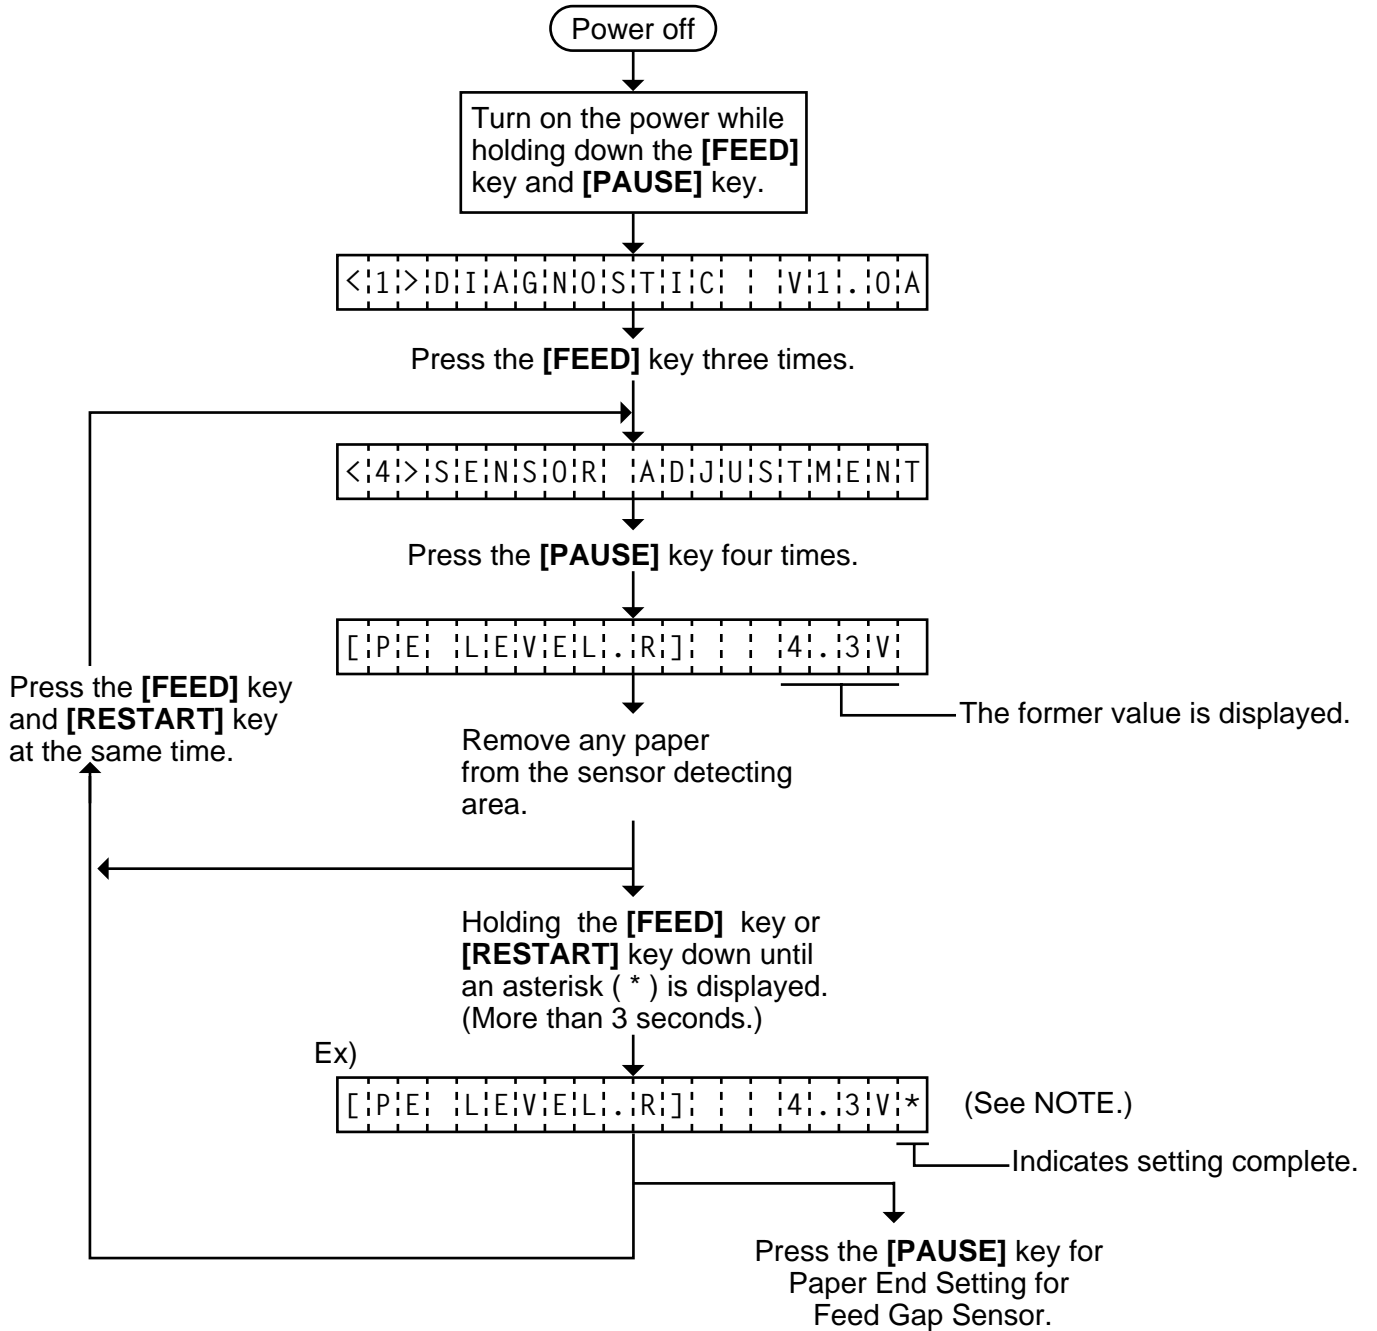 Power off
Turn on the power while
holding down the [FEED]
key and [PAUSE] key.
<1>DIAGNOSTIC  V1.0A
Press the [FEED] key three times.
<4>SENSOR ADJUSTMENT
Press the [PAUSE] key four times.
[PE LEVEL.R]   4.3V
The former value is displayed.
Press the [FEED] key
and [RESTART] key
at the same time.
Remove any paper
from the sensor detecting
area.
Holding the [FEED] key or
[RESTART] key down until
an asterisk ( * ) is displayed.
(More than 3 seconds.)
Ex)
[PE LEVEL.R]   4.3V*
(See NOTE.)
Indicates setting complete.
Press the [PAUSE] key for
Paper End Setting for
Feed Gap Sensor.